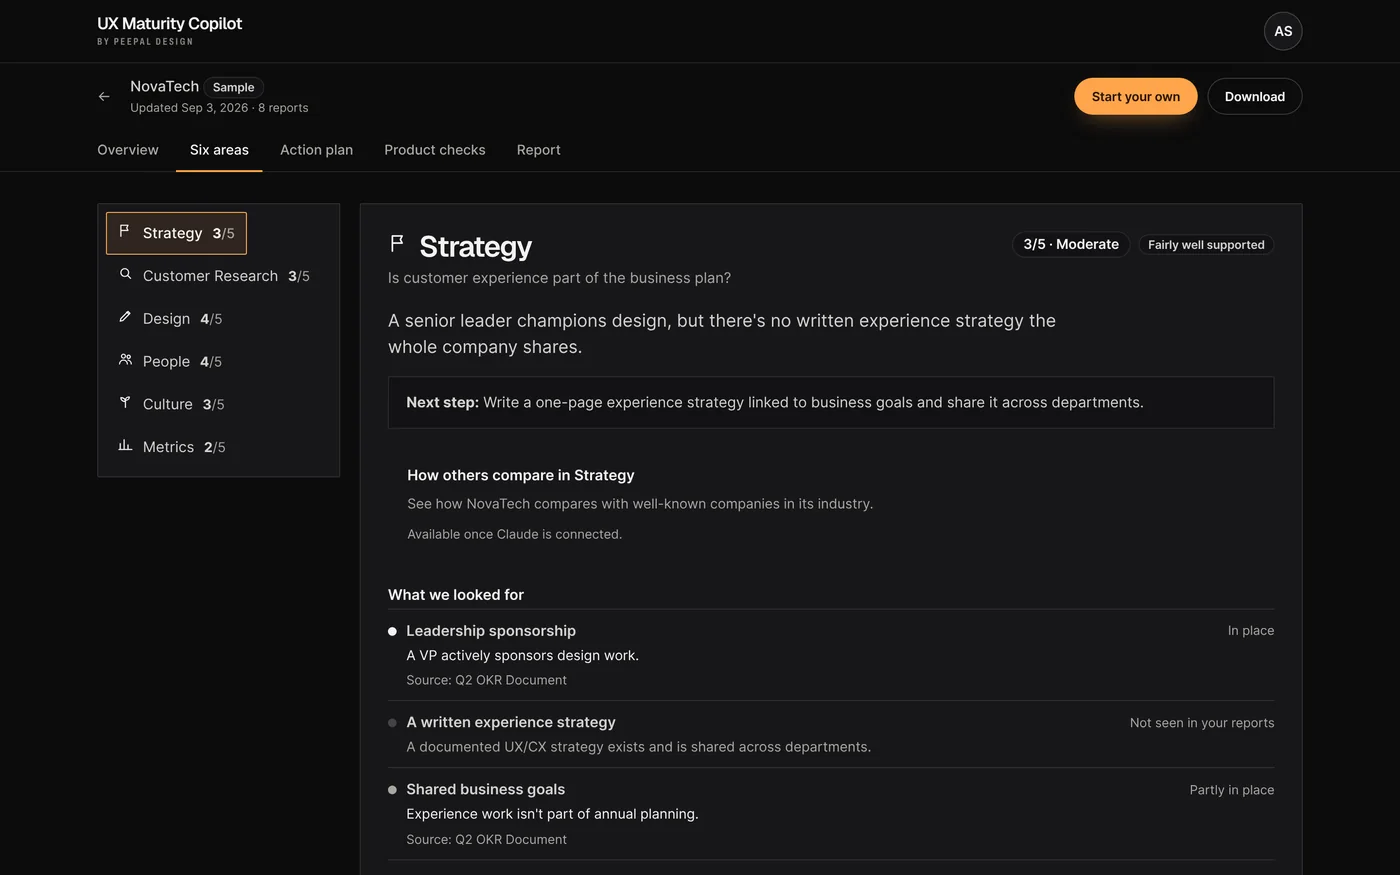 UX Maturity Copilot
BY PEEPAL DESIGN
AS
NovaTech Sample
Updated Sep 3, 2026 · 8 reports
Start your own
Download
Overview Six areas Action plan Product checks Report
Strategy 3/5
Customer Research 3/5
Design 4/5
People 4/5
Culture 3/5
Metrics 2/5
Strategy
3/5 · Moderate
Fairly well supported
Is customer experience part of the business plan?
A senior leader champions design, but there's no written experience strategy the
whole company shares.
Next step: Write a one-page experience strategy linked to business goals and share it across departments.
How others compare in Strategy
See how NovaTech compares with well-known companies in its industry.
Available once Claude is connected.
What we looked for
Leadership sponsorship
In place
A VP actively sponsors design work.
Source: Q2 OKR Document
A written experience strategy
Not seen in your reports
A documented UX/CX strategy exists and is shared across departments.
Shared business goals
Partly in place
Experience work isn't part of annual planning.
Source: Q2 OKR Document